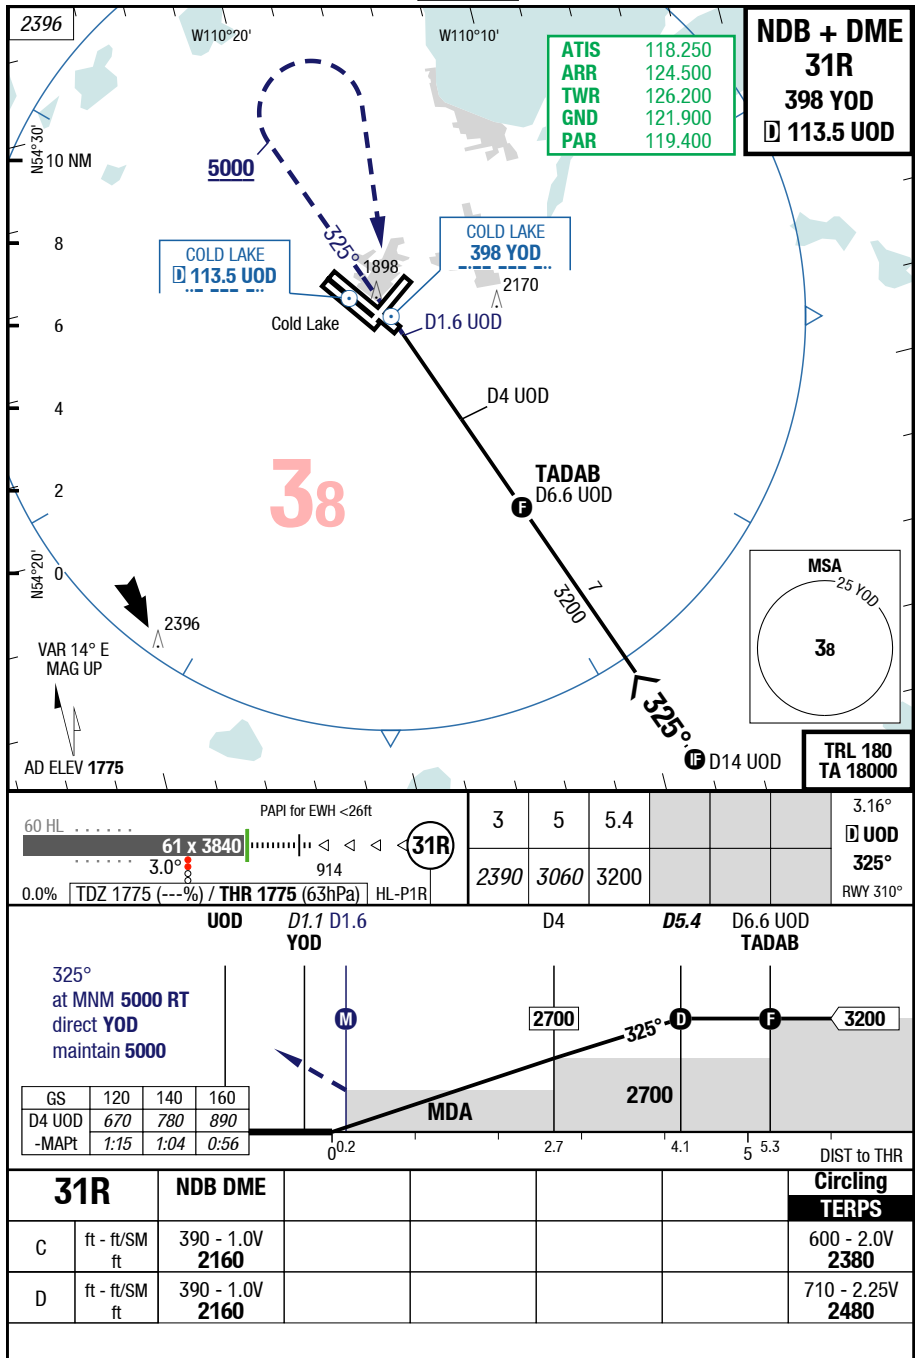 2396
W110°20'
W110°10'
NDB + DME
31R
398 YOD
D 113.5 UOD
ATIS 118.250
ARR 124.500
TWR 126.200
GND 121.900
PAR 119.400
N54°30'
10 NM
8
6
4
2
0
N54°20'
5000
325°
COLD LAKE
D 113.5 UOD
COLD LAKE
398 YOD
1898
2170
Cold Lake
D1.6 UOD
D4 UOD
38
TADAB
D6.6 UOD
F
7
3200
2396
MSA
25 YOD
38
VAR 14° E
MAG UP
325°
IF D14 UOD
AD ELEV 1775
TRL 180
TA 18000
60 HL
PAPI for EWH <26ft
61 x 3840
31R
3.0°
914
0.0% TDZ 1775 (---%) / THR 1775 (63hPa) HL-P1R
3 5 5.4
2390 3060 3200
3.16°
D UOD
325°
RWY 310°
UOD D1.1 D1.6 D4 D5.4 D6.6 UOD
YOD TADAB
325°
at MNM 5000 RT
direct YOD
maintain 5000
M
2700
325°
D
F
3200
2700
MDA
GS 120 140 160
D4 UOD 670 780 890
-MAPt 1:15 1:04 0:56
0 0.2 2.7 4.1 5 5.3 DIST to THR
31R NDB DME Circling
TERPS
C ft - ft/SM 390 - 1.0V 600 - 2.0V
ft 2160 2380
D ft - ft/SM 390 - 1.0V 710 - 2.25V
ft 2160 2480